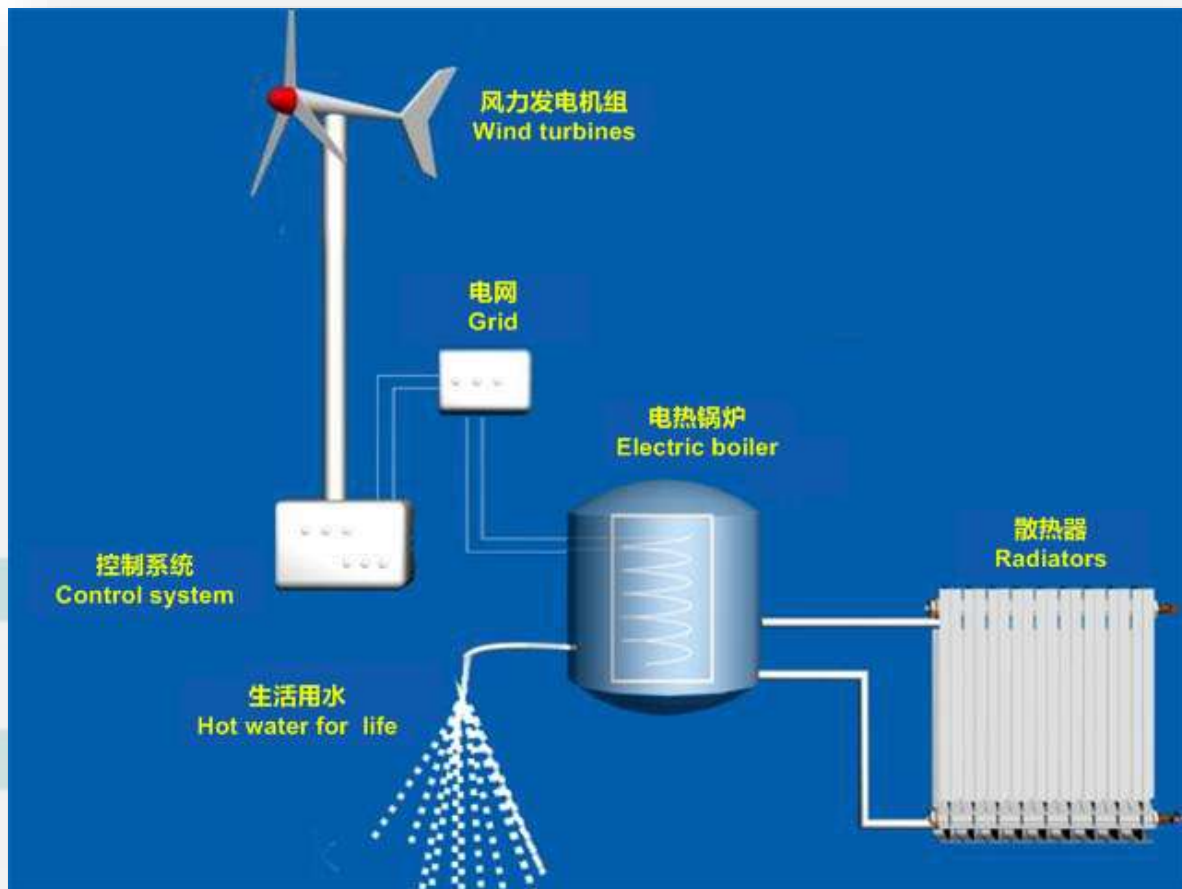 风力发电机组
Wind turbines
电网
Grid
电热锅炉
Electric boiler
散热器
Radiators
控制系统
Control system
生活用水
Hot water for life